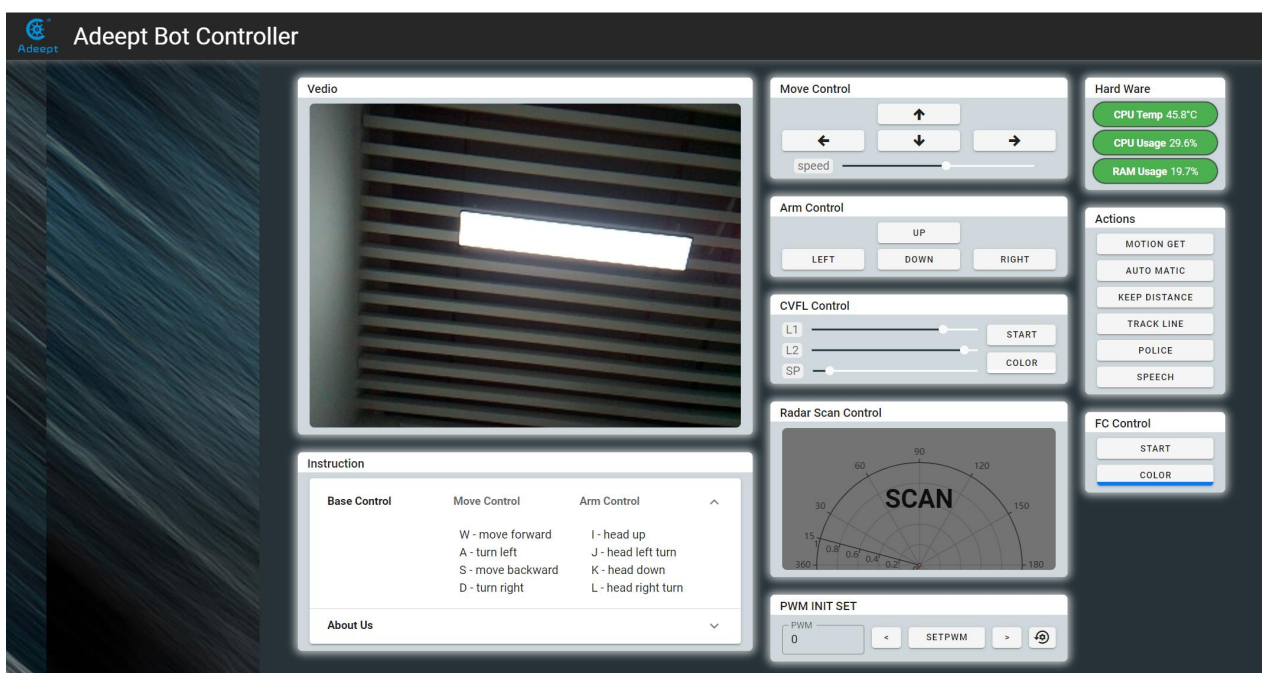 Adeept
Adeept Bot Controller
Vedio
Instruction
Base Control Move Control Arm Control
W - move forward I - head up
A - turn left J - head left turn
S - move backward K - head down
D - turn right L - head right turn
About Us
Move Control
speed
Arm Control
UP
LEFT DOWN RIGHT
CVFL Control
L1
START
L2
COLOR
SP
Radar Scan Control
90
60 120
SCAN
30 150
15
1 0.8 0.6 0.4 0.2 0
360 180
PWM INIT SET
PWM
0 < SETPWM >
Hard Ware
CPU Temp 45.8°C
CPU Usage 29.6%
RAM Usage 19.7%
Actions
MOTION GET
AUTO MATIC
KEEP DISTANCE
TRACK LINE
POLICE
SPEECH
FC Control
START
COLOR